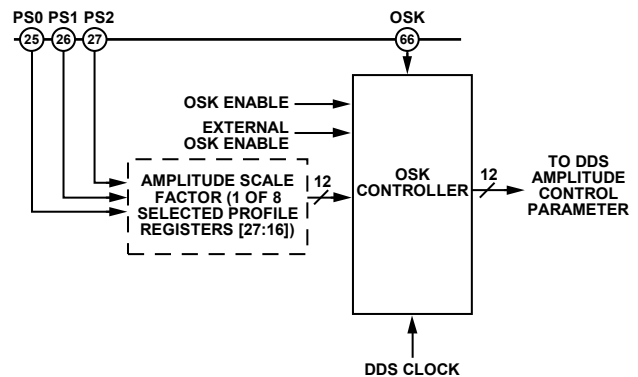 PS0 PS1 PS2
OSK
25
26
27
66
OSK ENABLE
EXTERNAL
OSK ENABLE
AMPLITUDE SCALE
FACTOR (1 OF 8
SELECTED PROFILE
REGISTERS [27:16])
12
OSK
CONTROLLER
12
TO DDS
AMPLITUDE
CONTROL
PARAMETER
DDS CLOCK